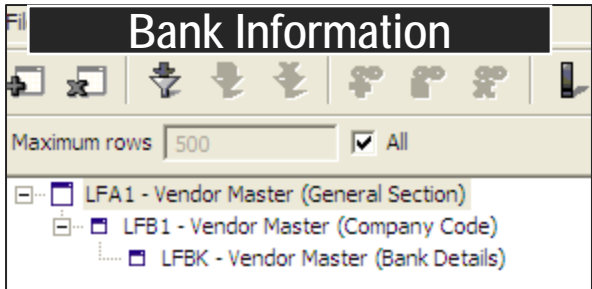 Bank Information
Fil
Maximum rows 500 All
LFA1 - Vendor Master (General Section)
LFB1 - Vendor Master (Company Code)
LFBK - Vendor Master (Bank Details)